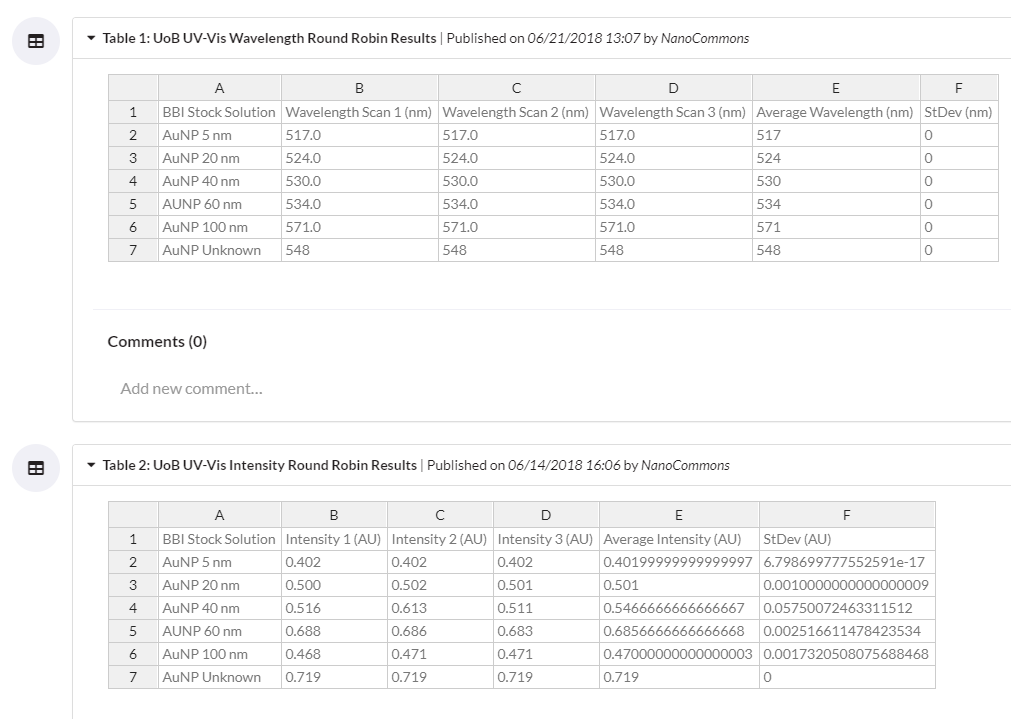 Table 1: UoB UV-Vis Wavelength Round Robin Results | Published on 06/21/2018 13:07 by NanoCommons
A B C D E F
1 BBI Stock Solution Wavelength Scan 1 (nm) Wavelength Scan 2 (nm) Wavelength Scan 3 (nm) Average Wavelength (nm) StDev (nm)
2 AuNP 5 nm 517.0 517.0 517.0 517 0
3 AuNP 20 nm 524.0 524.0 524.0 524 0
4 AuNP 40 nm 530.0 530.0 530.0 530 0
5 AUNP 60 nm 534.0 534.0 534.0 534 0
6 AuNP 100 nm 571.0 571.0 571.0 571 0
7 AuNP Unknown 548 548 548 548 0
Comments (0)
Add new comment...
Table 2: UoB UV-Vis Intensity Round Robin Results | Published on 06/14/2018 16:06 by NanoCommons
A B C D E F
1 BBI Stock Solution Intensity 1 (AU) Intensity 2 (AU) Intensity 3 (AU) Average Intensity (AU) StDev (AU)
2 AuNP 5 nm 0.402 0.402 0.402 0.40199999999999997 6.798699777552591e-17
3 AuNP 20 nm 0.500 0.502 0.501 0.501 0.0010000000000000009
4 AuNP 40 nm 0.516 0.613 0.511 0.5466666666666667 0.05750072463311512
5 AUNP 60 nm 0.688 0.686 0.683 0.6856666666666668 0.002516611478423534
6 AuNP 100 nm 0.468 0.471 0.471 0.47000000000000003 0.0017320508075688468
7 AuNP Unknown 0.719 0.719 0.719 0.719 0